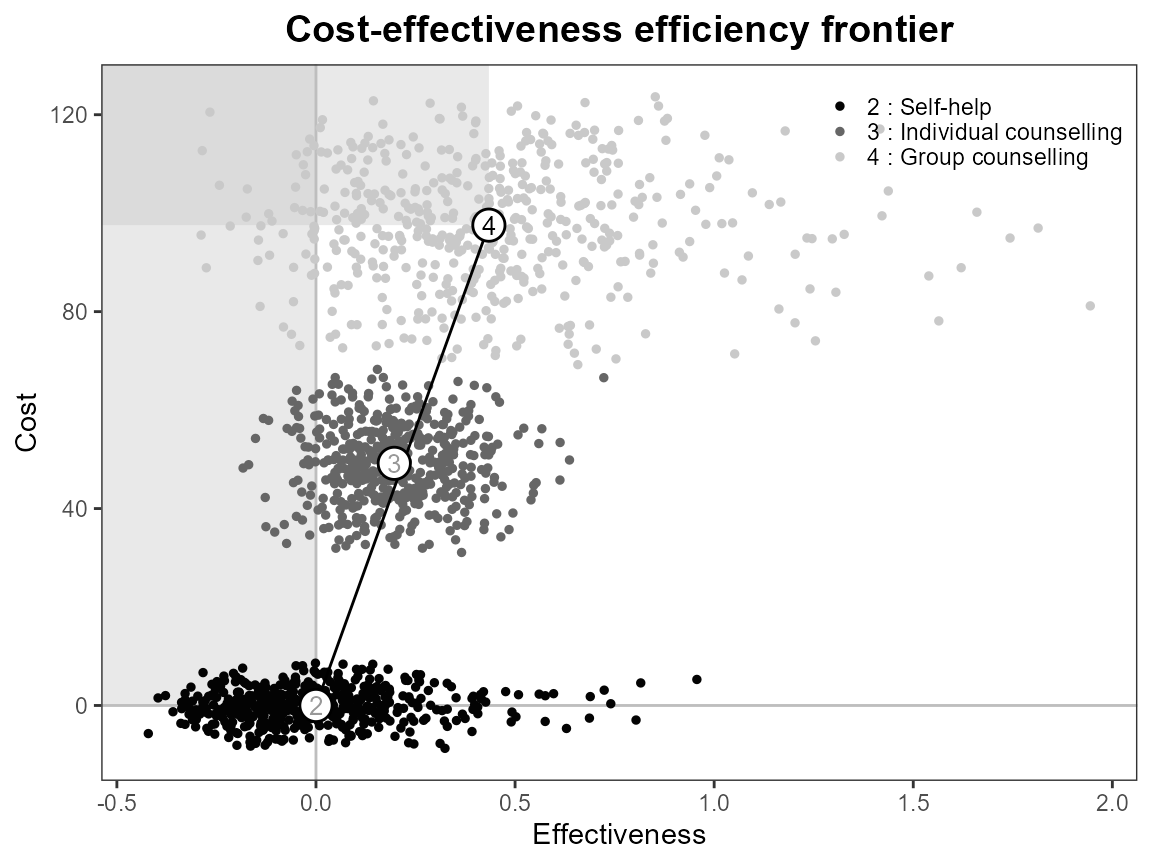 Cost-effectiveness efficiency frontier
120
80
40
0
Cost
2 : Self-help
3 : Individual counselling
4 : Group counselling
4
3
2
-0.5
0.0
0.5
1.0
1.5
2.0
Effectiveness